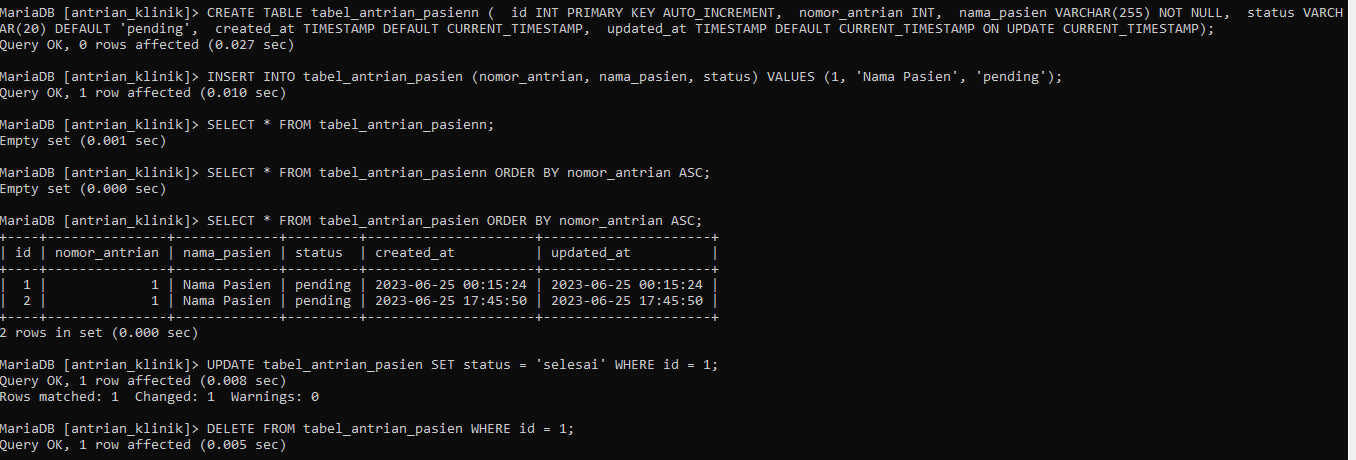 MariaDB [antrian_klinik]> CREATE TABLE tabel_antrian_pasienn (  id INT PRIMARY KEY AUTO_INCREMENT,  nomor_antrian INT,  nama_pasien VARCHAR(255) NOT NULL,  status VARCH
AR(20) DEFAULT 'pending',  created_at TIMESTAMP DEFAULT CURRENT_TIMESTAMP,  updated_at TIMESTAMP DEFAULT CURRENT_TIMESTAMP ON UPDATE CURRENT_TIMESTAMP);
Query OK, 0 rows affected (0.027 sec)
MariaDB [antrian_klinik]> INSERT INTO tabel_antrian_pasien (nomor_antrian, nama_pasien, status) VALUES (1, 'Nama Pasien', 'pending');
Query OK, 1 row affected (0.010 sec)
MariaDB [antrian_klinik]> SELECT * FROM tabel_antrian_pasienn;
Empty set (0.001 sec)
MariaDB [antrian_klinik]> SELECT * FROM tabel_antrian_pasienn ORDER BY nomor_antrian ASC;
Empty set (0.000 sec)
MariaDB [antrian_klinik]> SELECT * FROM tabel_antrian_pasien ORDER BY nomor_antrian ASC;
+----+---------------+-------------+---------+---------------------+---------------------+
| id | nomor_antrian | nama_pasien | status  | created_at          | updated_at          |
+----+---------------+-------------+---------+---------------------+---------------------+
|  1 |             1 | Nama Pasien | pending | 2023-06-25 00:15:24 | 2023-06-25 00:15:24 |
|  2 |             1 | Nama Pasien | pending | 2023-06-25 17:45:50 | 2023-06-25 17:45:50 |
+----+---------------+-------------+---------+---------------------+---------------------+
2 rows in set (0.000 sec)
MariaDB [antrian_klinik]> UPDATE tabel_antrian_pasien SET status = 'selesai' WHERE id = 1;
Query OK, 1 row affected (0.008 sec)
Rows matched: 1  Changed: 1  Warnings: 0
MariaDB [antrian_klinik]> DELETE FROM tabel_antrian_pasien WHERE id = 1;
Query OK, 1 row affected (0.005 sec)